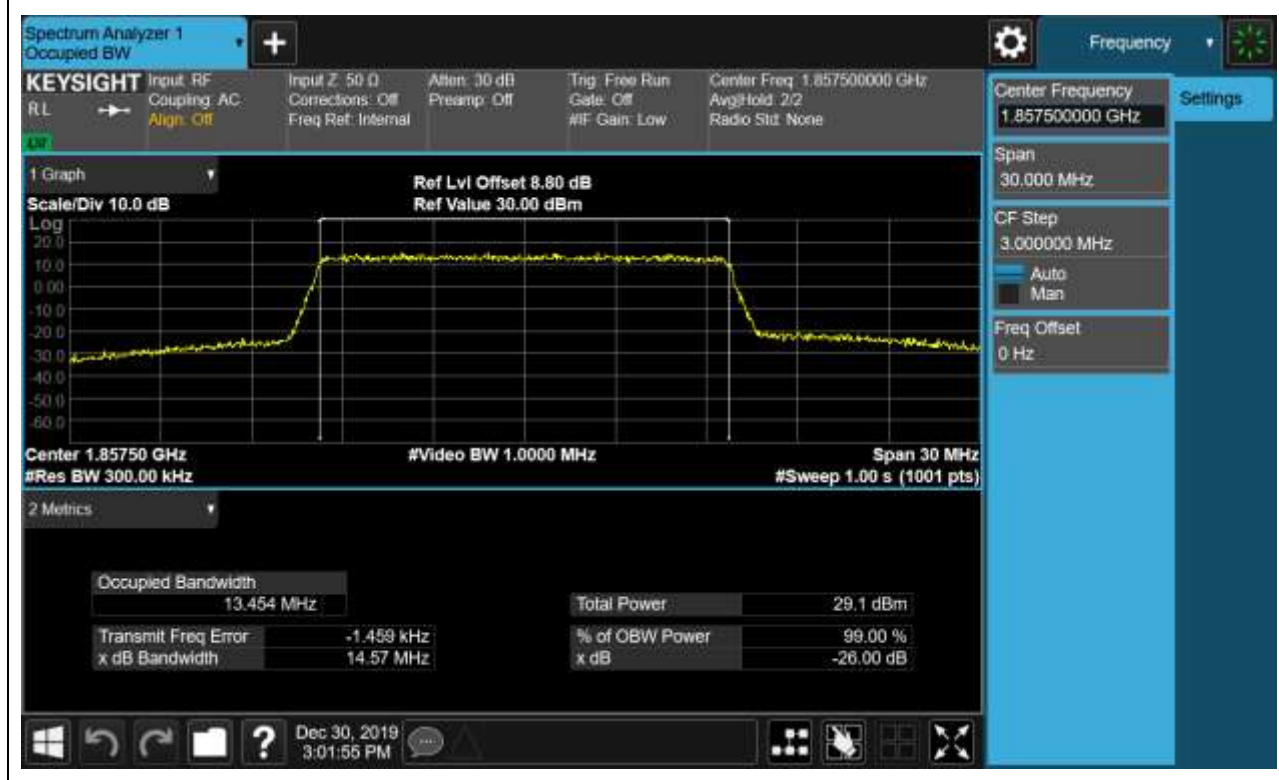 Spectrum Analyzer 1
Occupied BW
Frequency
KEYSIGHT
RL
LXI
Input: RF
Coupling: AC
Align: Off
Input Z: 50 Ω
Corrections: Off
Freq Ref: Internal
Atten: 30 dB
Preamp: Off
Trig: Free Run
Gate: Off
#IF Gain: Low
Center Freq: 1.857500000 GHz
Avg|Hold: 2/2
Radio Std: None
1 Graph
Scale/Div 10.0 dB
Ref Lvl Offset 8.80 dB
Ref Value 30.00 dBm
Log
20.0
10.0
0.00
-10.0
-20.0
-30.0
-40.0
-50.0
-60.0
Center 1.85750 GHz
#Res BW 300.00 kHz
#Video BW 1.0000 MHz
Span 30 MHz
#Sweep 1.00 s (1001 pts)
2 Metrics
Occupied Bandwidth
13.454 MHz
Total Power 29.1 dBm
Transmit Freq Error -1.459 kHz
% of OBW Power 99.00 %
x dB Bandwidth 14.57 MHz
x dB -26.00 dB
Center Frequency
1.857500000 GHz
Settings
Span
30.000 MHz
CF Step
3.000000 MHz
Auto
Man
Freq Offset
0 Hz
?
Dec 30, 2019
3:01:55 PM